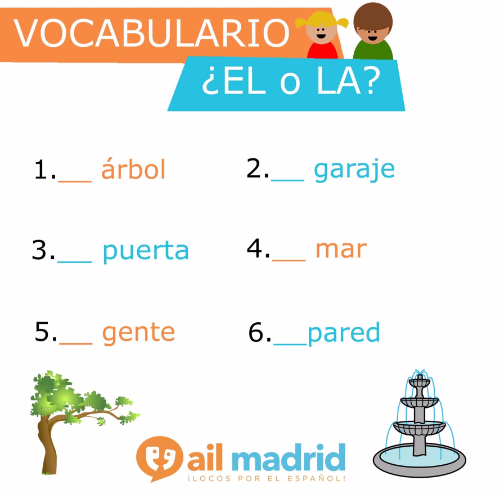 VOCABULARIO
¿EL o LA?
1.__ árbol
2.__ garaje
3.__ puerta
4.__ mar
5.__ gente
6.__pared
ail madrid
¡LOCOS POR EL ESPAÑOL!